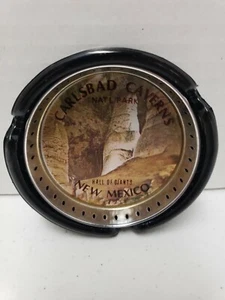 CARLSBAD CAVERNS
NAT'L PARK
HALL OF GIANTS
NEW MEXICO